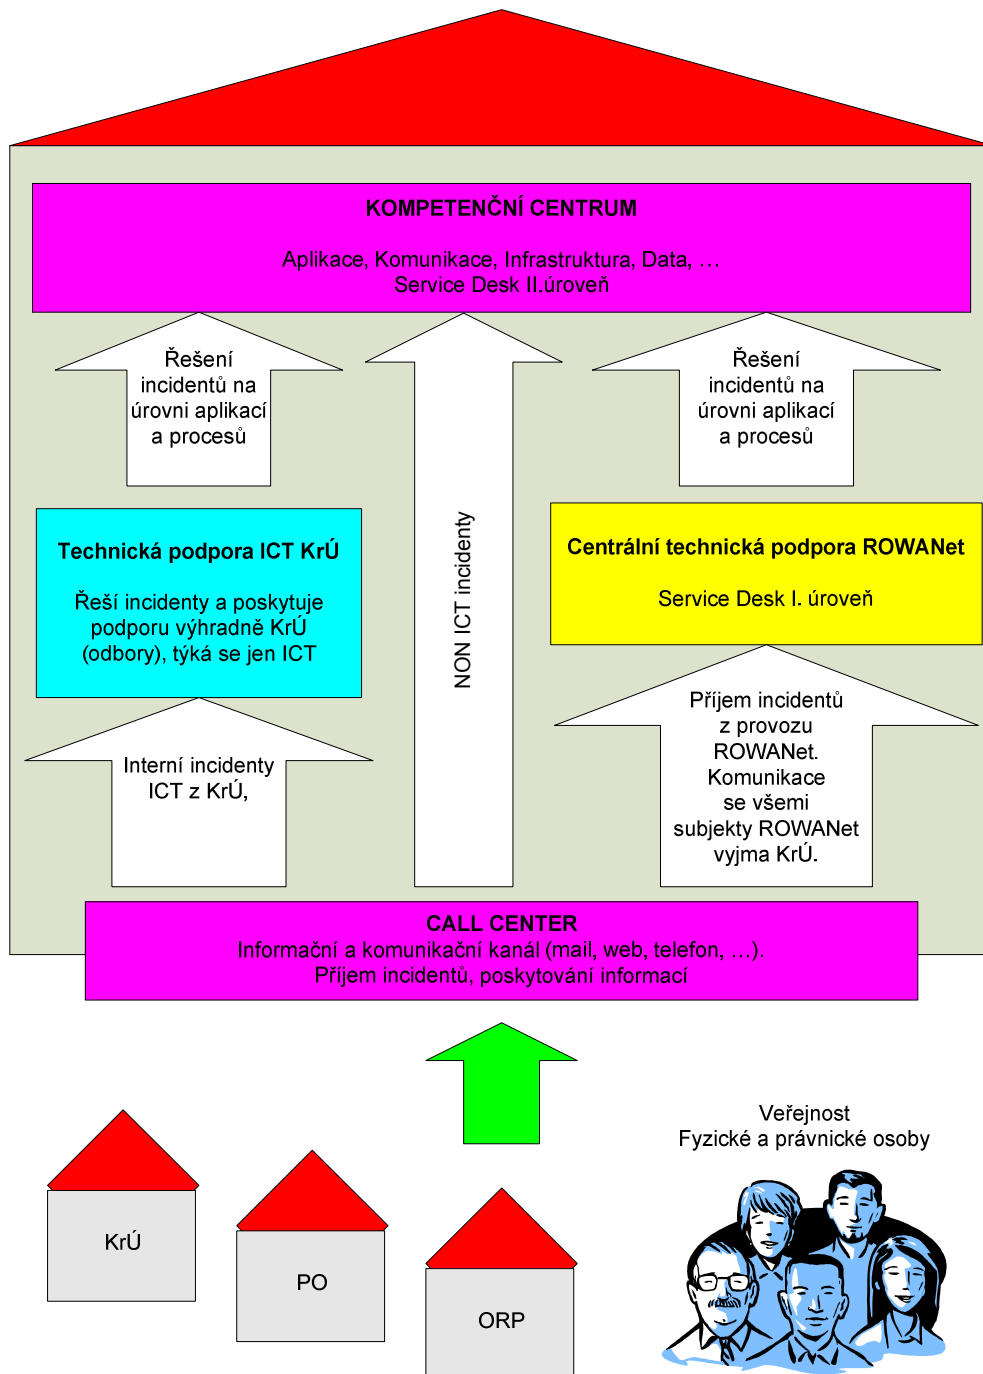 KOMPETENČNÍ CENTRUM
Aplikace, Komunikace, Infrastruktura, Data, …
Service Desk II.úroveň
Řešení
incidentů na
úrovni aplikací
a procesů
Řešení
incidentů na
úrovni aplikací
a procesů
NON ICT incidenty
Technická podpora ICT KrÚ
Řeší incidenty a poskytuje
podporu výhradně KrÚ
(odbory), týká se jen ICT
Centrální technická podpora ROWANet
Service Desk I. úroveň
Interní incidenty
ICT z KrÚ,
Příjem incidentů
z provozu
ROWANet.
Komunikace
se všemi
subjekty ROWANet
vyjma KrÚ.
CALL CENTER
Informační a komunikační kanál (mail, web, telefon, …).
Příjem incidentů, poskytování informací
Veřejnost
Fyzické a právnické osoby
KrÚ
PO
ORP